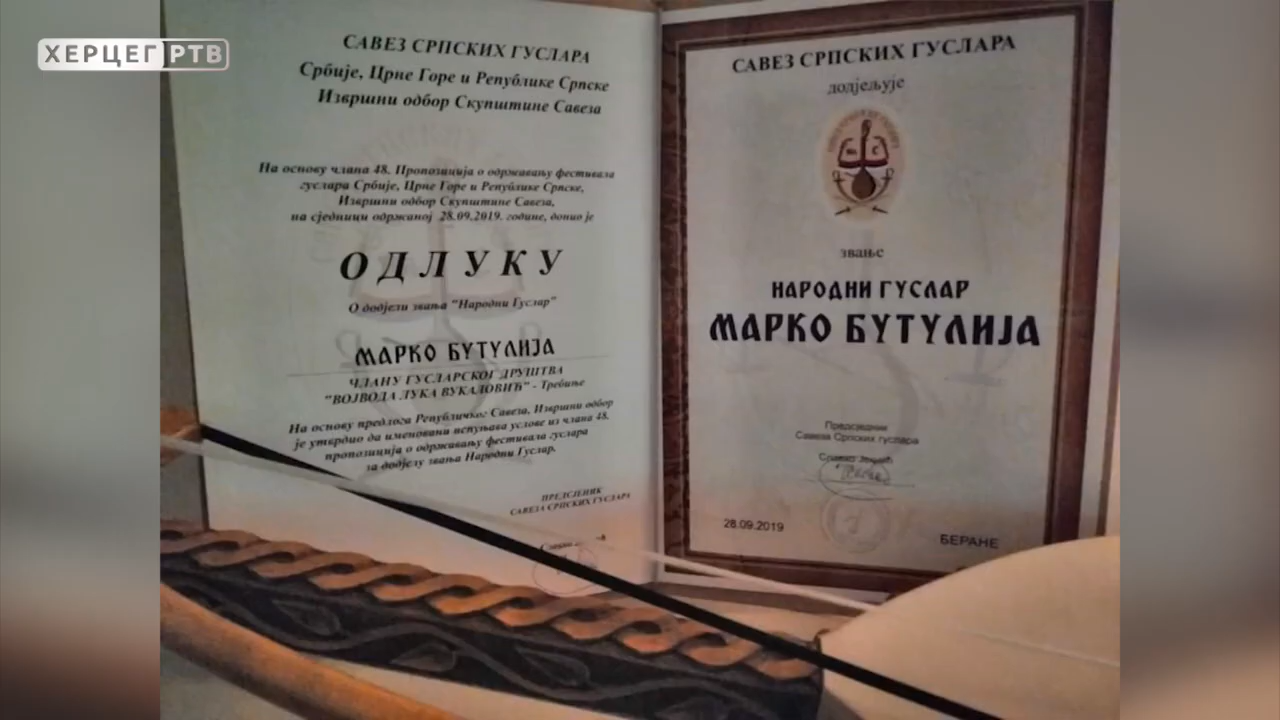 ХЕРЦЕГ РТВ
САВЕЗ СРПСКИХ ГУСЛАРА
Србије, Црне Горе и Републике Српске
Извршни одбор Скупштине Савеза
На основу члана 48. Пропозиција о одржавању фестивала
гуслара Србије, Црне Горе и Републике Српске,
Извршни одбор Скупштине Савеза,
на сједници одржаној 28.09.2019. године, донио је
ОДЛУКУ
О додјели звања "Народни Гуслар"
МАРКО БУТУЛИЈА
ЧЛАНУ ГУСЛАРСКОГ ДРУШТВА
"ВОЈВОДА ЛУКА ВУКАЛОВИЋ" - Требиње
На основу предлога Републичког Савеза, Извршни одбор
је утврдио да именовани испуњава услове из члана 48.
пропозиција о одржавању фестивала гуслара
за додјелу звања Народни Гуслар.
ПРЕДСЈЕНИК
САВЕЗА СРПСКИХ ГУСЛАРА
САВЕЗ СРПСКИХ ГУСЛАРА
додјељује
звање
НАРОДНИ ГУСЛАР
МАРКО БУТУЛИЈА
Предсједник
Савеза Српских гуслара
28.09.2019
БЕРАНЕ